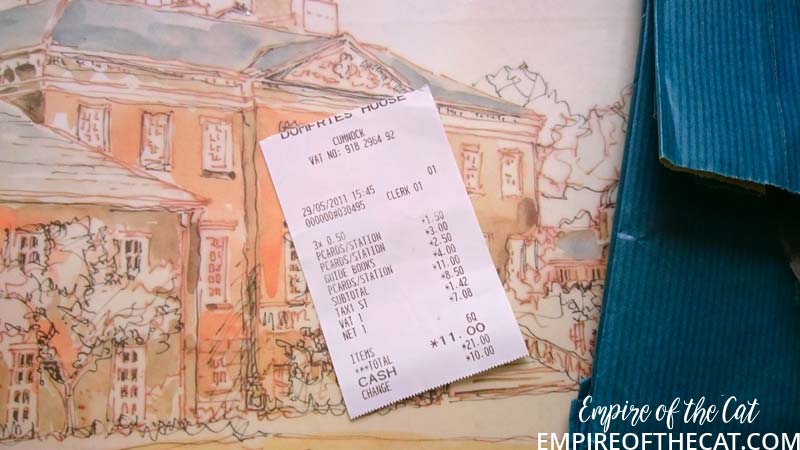 DUMFRIES HOUSE
CUMNOCK
VAT NO: 918 2964 92
01
29/05/2011 15:45 CLERK 01
000000#030495
3x 0.50
PCARDS/STATION *1.50
PCARDS/STATION *3.00
GUIDE BOOKS *2.50
PCARDS/STATION *4.00
SUBTOTAL *11.00
TAX1 ST *8.50
VAT 1 *1.42
NET 1 *7.08
ITEMS 6Q
***TOTAL *11.00
CASH *21.00
CHANGE *10.00
Empire of the Cat
EMPIREOFTHECAT.COM